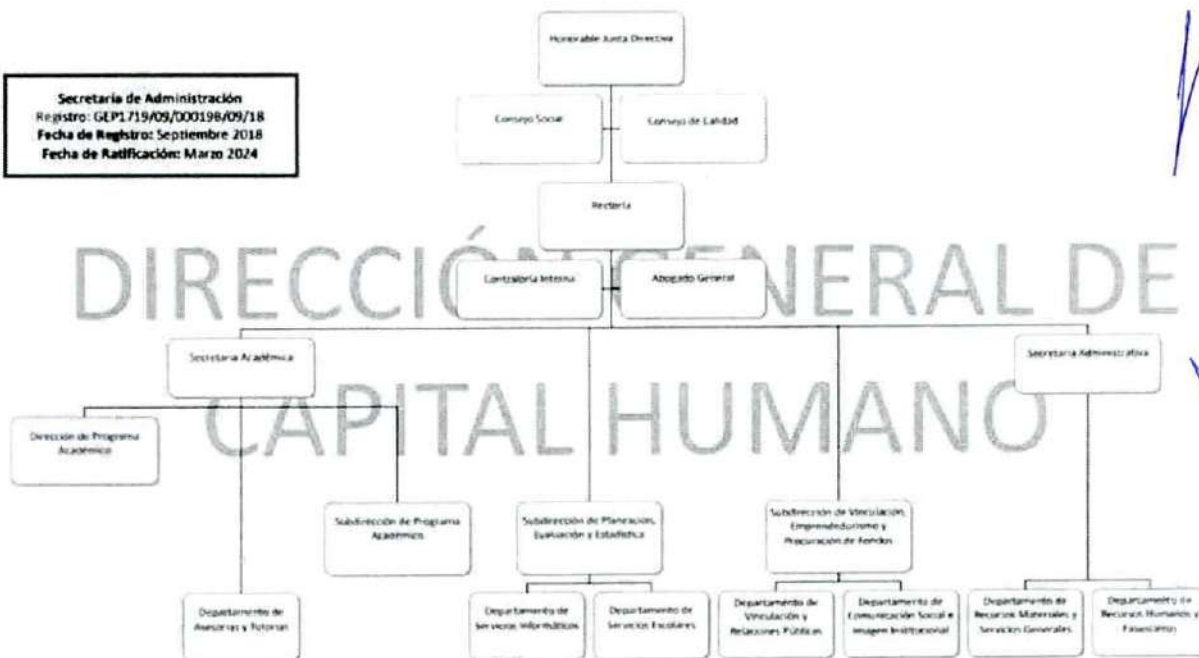 Honorable Junta Directiva
Secretaría de Administración
Registro: GEP1719/09/00019B/09/18
Fecha de Registro: Septiembre 2018
Fecha de Ratificación: Marzo 2024
Consejo Social
Consejo de Calidad
Rectoría
DIRECCIÓN GENERAL DE
Contraloría Interna
Abogado General
Secretaría Académica
Secretaría Administrativa
CAPITAL HUMANO
Dirección de Programa
Académico
Subdirección de Programa
Académico
Subdirección de Planeación,
Evaluación y Estadística
Subdirección de Vinculación,
Emprendedurismo y
Procuración de Fondos
Departamento de
Asesorías y Tutorías
Departamento de
Servicios Informáticos
Departamento de
Servicios Escolares
Departamento de
Vinculación y
Relaciones Públicas
Departamento de
Comunicación Social e
Imagen Institucional
Departamento de
Recursos Materiales y
Servicios Generales
Departamento de
Recursos Humanos y
Financieros